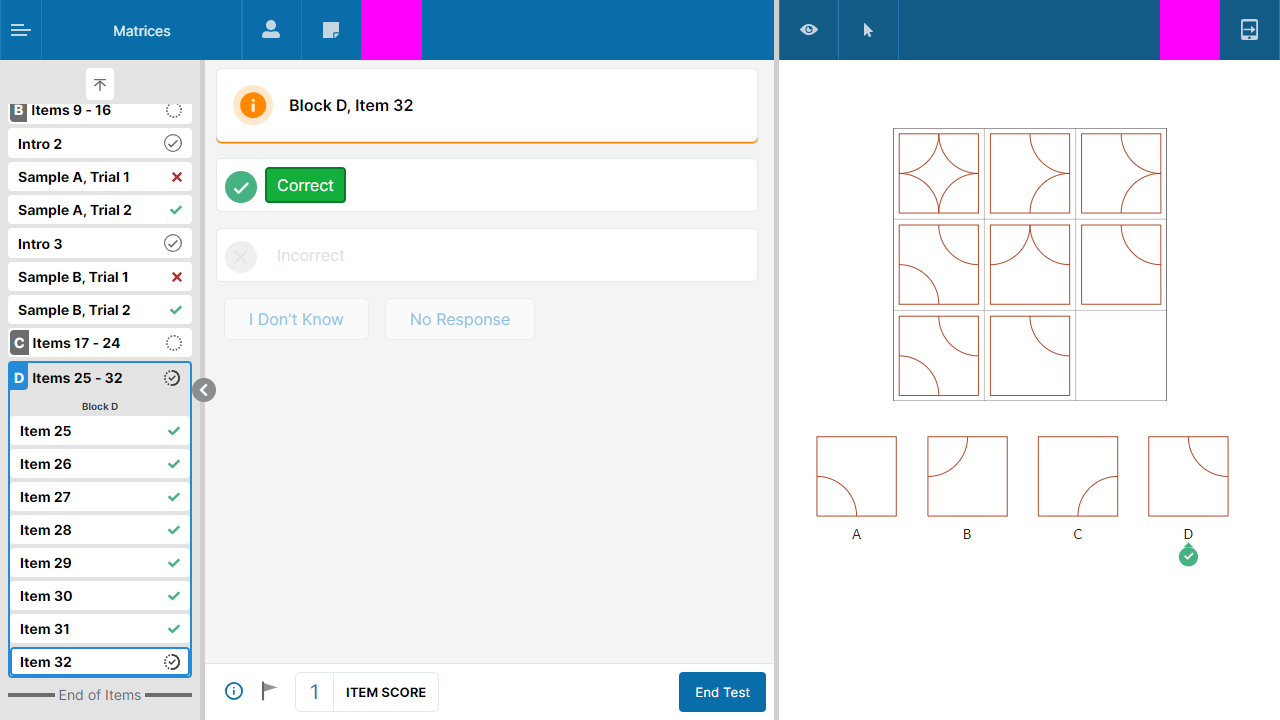 Matrices
B Items 9 - 16
Intro 2
Sample A, Trial 1
Sample A, Trial 2
Intro 3
Sample B, Trial 1
Sample B, Trial 2
C Items 17 - 24
D Items 25 - 32
Block D
Item 25
Item 26
Item 27
Item 28
Item 29
Item 30
Item 31
Item 32
End of Items
Block D, Item 32
Correct
Incorrect
I Don't Know No Response
1 ITEM SCORE End Test
A B C D